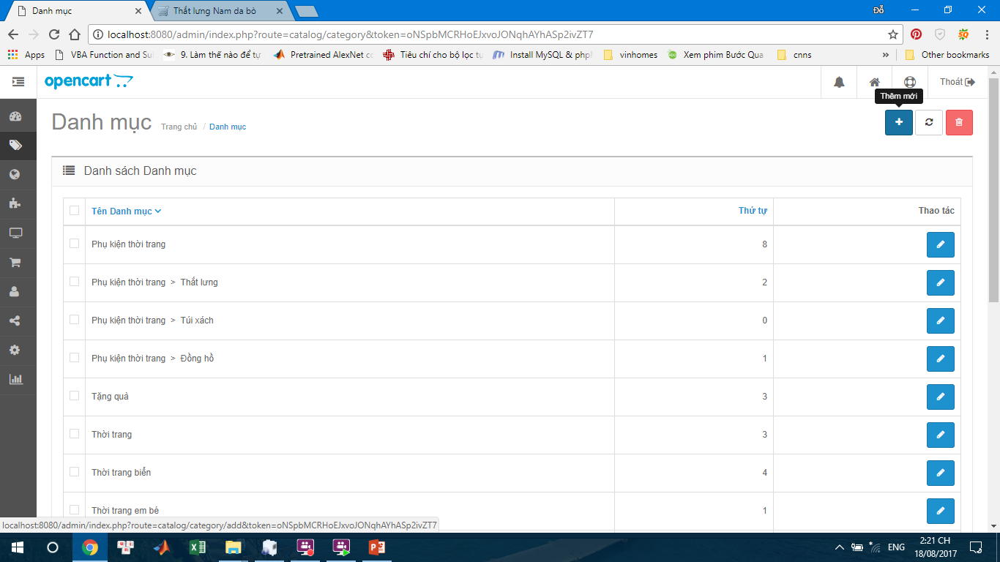 Danh mục
Thất lưng Nam da bò
Đỗ
localhost:8080/admin/index.php?route=catalog/category&token=oNSpbMCRHoEJxvoJONqhAYhASp2ivZT7
Apps
VBA Function and Su
9. Làm thế nào để tự
Pretrained AlexNet co
Tiêu chí cho bộ lọc tự
Install MySQL & php
vinhomes
Xem phim Bước Qua
cnns
»
Other bookmarks
opencart
Thoát
Thêm mới
Danh mục Trang chủ / Danh mục
Danh sách Danh mục
Tên Danh mục Thứ tự Thao tác
Phụ kiện thời trang 8
Phụ kiện thời trang > Thắt lưng 2
Phụ kiện thời trang > Túi xách 0
Phụ kiện thời trang > Đồng hồ 1
Tặng quà 3
Thời trang 3
Thời trang biển 4
Thời trang em bé 1
localhost:8080/admin/index.php?route=catalog/category/add&token=oNSpbMCRHoEJxvoJONqhAYhASp2ivZT7
ENG
2:21 CH
18/08/2017